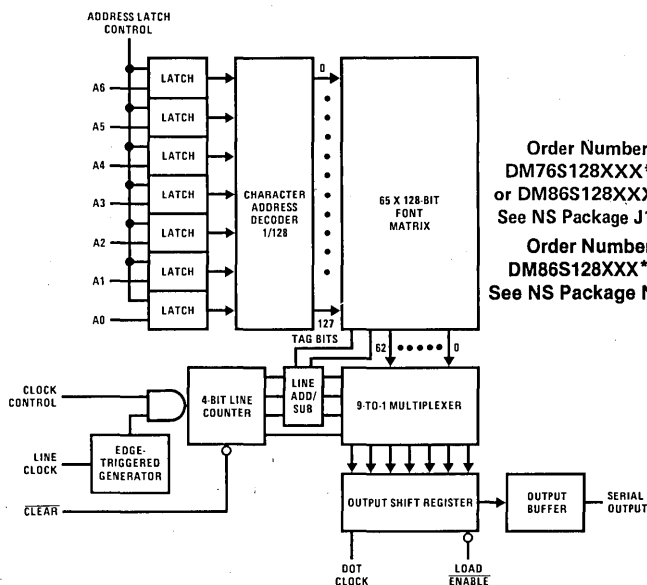 ADDRESS LATCH
CONTROL
A6
A5
A4
A3
A2
A1
A0
LATCH
LATCH
LATCH
LATCH
LATCH
LATCH
LATCH
CHARACTER
ADDRESS
DECODER
1/128
0
127
65 X 128-BIT
FONT
MATRIX
Order Number
DM76S128XXX*
or DM86S128XXX
See NS Package J1
Order Number
DM86S128XXX*
See NS Package N
TAG BITS
62
0
CLOCK
CONTROL
LINE
CLOCK
EDGE-
TRIGGERED
GENERATOR
CLEAR
4-BIT LINE
COUNTER
LINE
ADD/
SUB
9-TO-1 MULTIPLEXER
OUTPUT SHIFT REGISTER
OUTPUT
BUFFER
SERIAL
OUTPUT
DOT
CLOCK
LOAD
ENABLE